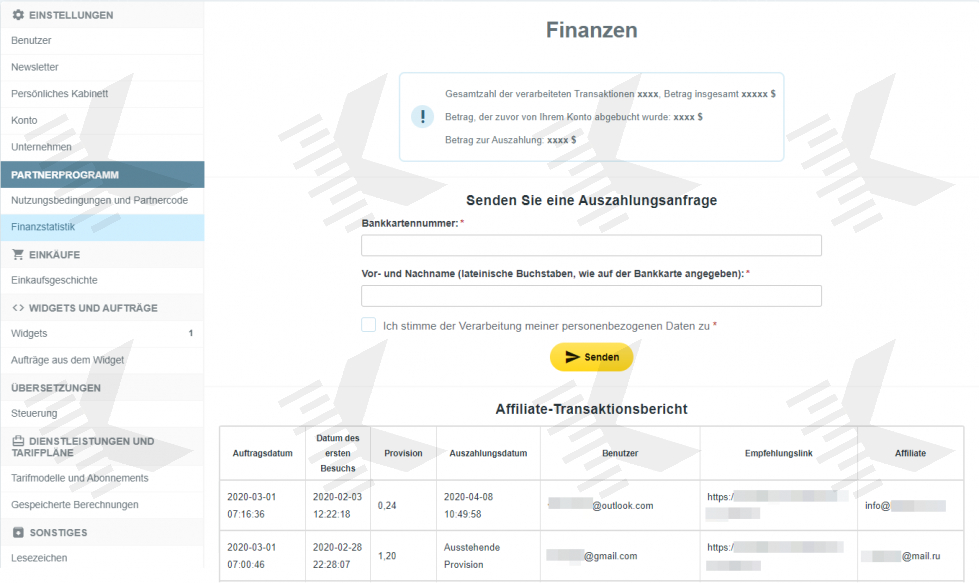 EINSTELLUNGEN
Benutzer
Newsletter
Persönliches Kabinett
Konto
Unternehmen
PARTNERPROGRAMM
Nutzungsbedingungen und Partnercode
Finanzstatistik
EINKÄUFE
Einkaufsgeschichte
<> WIDGETS UND AUFTRÄGE
Widgets 1
Aufträge aus dem Widget
ÜBERSETZUNGEN
Steuerung
DIENSTLEISTUNGEN UND
TARIFPLÄNE
Tarifmodelle und Abonnements
Gespeicherte Berechnungen
SONSTIGES
Lesezeichen
Finanzen
Gesamtzahl der verarbeiteten Transaktionen xxxx, Betrag insgesamt xxxxx $
Betrag, der zuvor von Ihrem Konto abgebucht wurde: xxxx $
Betrag zur Auszahlung: xxxx $
Senden Sie eine Auszahlungsanfrage
Bankkartennummer: *
Vor- und Nachname (lateinische Buchstaben, wie auf der Bankkarte angegeben): *
Ich stimme der Verarbeitung meiner personenbezogenen Daten zu *
Senden
Affiliate-Transaktionsbericht
Auftragsdatum
Datum des
ersten
Besuchs
Provision
Auszahlungsdatum
Benutzer
Empfehlungslink
Affiliate
2020-03-01
07:16:36
2020-02-03
12:22:18
0,24
2020-04-08
10:49:58
@outlook.com
https:/
info@
2020-03-01
07:00:46
2020-02-28
22:28:07
1,20
Ausstehende
Provision
@gmail.com
https:/
@mail.ru